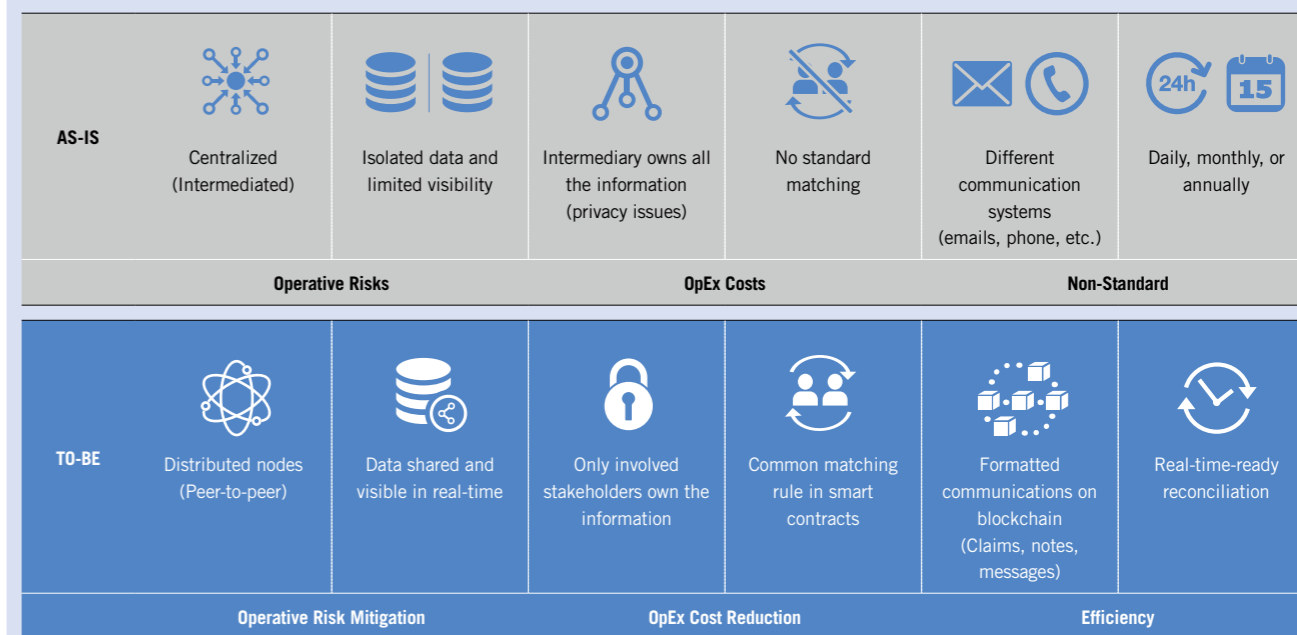 24h
15
AS-IS
Centralized
(Intermediated)
Isolated data and
limited visibility
Intermediary owns all
the information
(privacy issues)
No standard
matching
Different
communication
systems
(emails, phone, etc.)
Daily, monthly, or
annually
Operative Risks
OpEx Costs
Non-Standard
TO-BE
Distributed nodes
(Peer-to-peer)
Data shared and
visible in real-time
Only involved
stakeholders own the
information
Common matching
rule in smart
contracts
Formatted
communications on
blockchain
(Claims, notes,
messages)
Real-time-ready
reconciliation
Operative Risk Mitigation
OpEx Cost Reduction
Efficiency